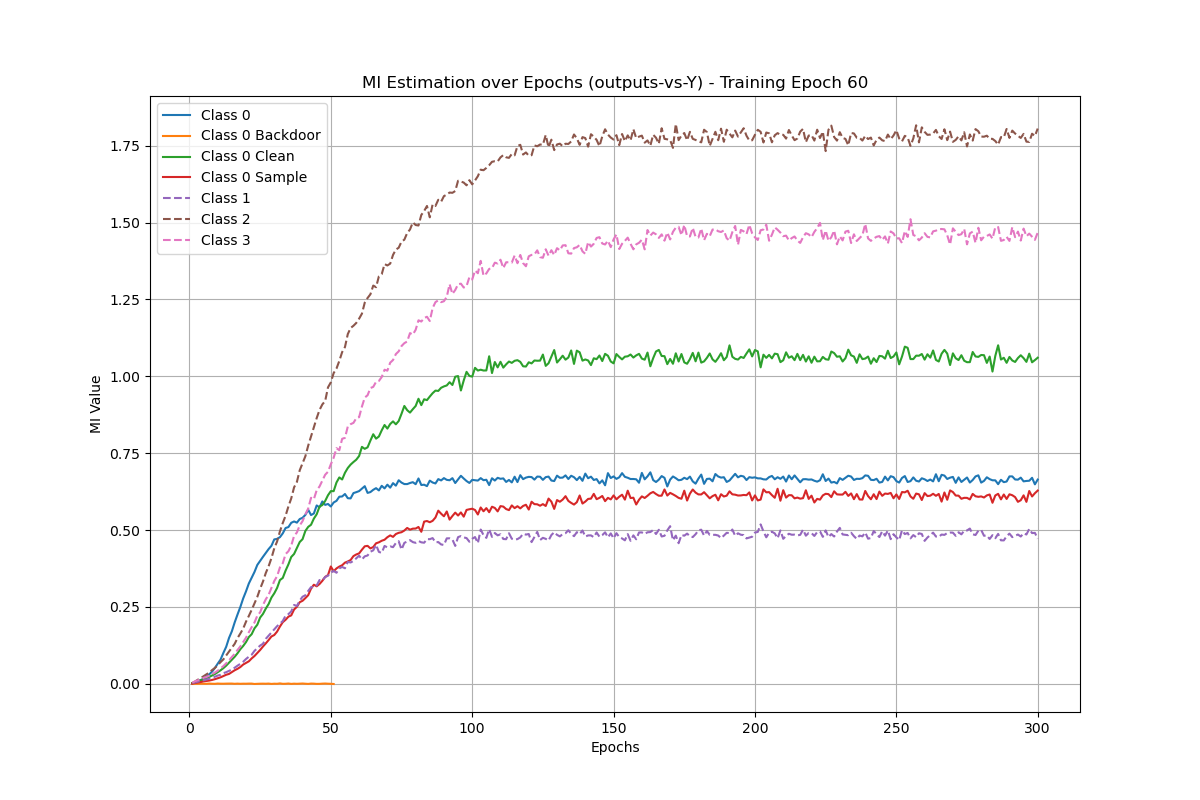 MI Estimation over Epochs (outputs-vs-Y) - Training Epoch 60
Class 0
Class 0 Backdoor
Class 0 Clean
Class 0 Sample
Class 1
Class 2
Class 3
MI Value
1.75
1.50
1.25
1.00
0.75
0.50
0.25
0.00
0 50 100 150 200 250 300
Epochs